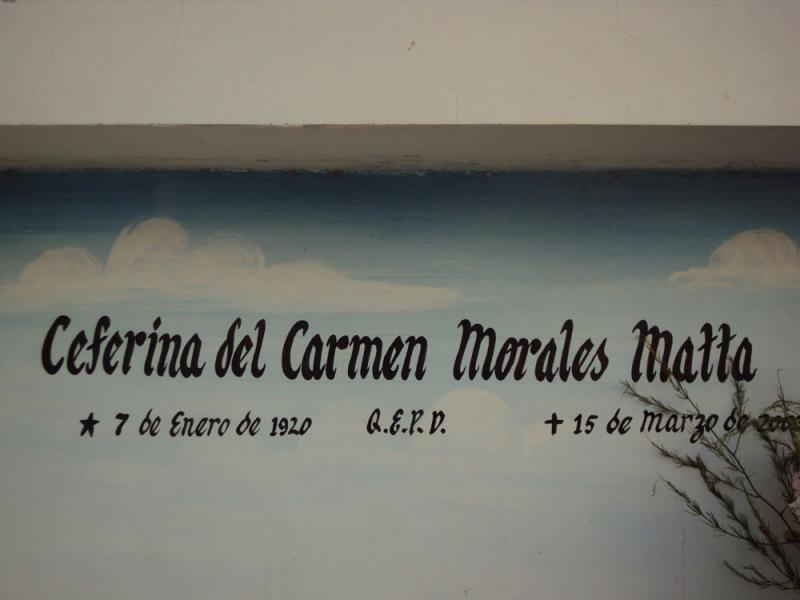 Ceferina del Carmen Morales Matta
★ 7 de Enero de 1920 Q.E.P.D. ✝ 15 de Marzo de